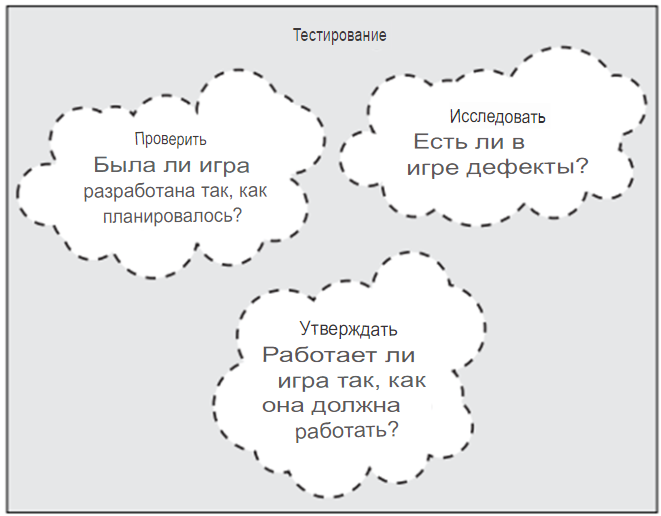 Тестирование
Проверить
Была ли игра
разработана так, как
планировалось?
Исследовать
Есть ли в
игре дефекты?
Утверждать
Работает ли
игра так, как
она должна
работать?